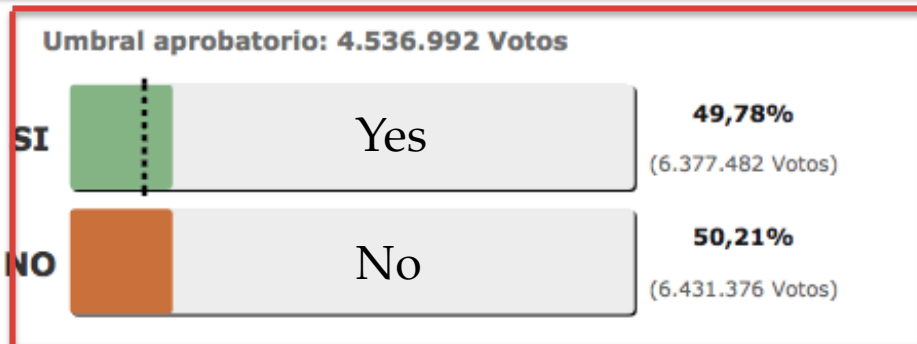 Umbral aprobatorio: 4.536.992 Votos
SI Yes 49,78%
(6.377.482 Votos)
NO No 50,21%
(6.431.376 Votos)